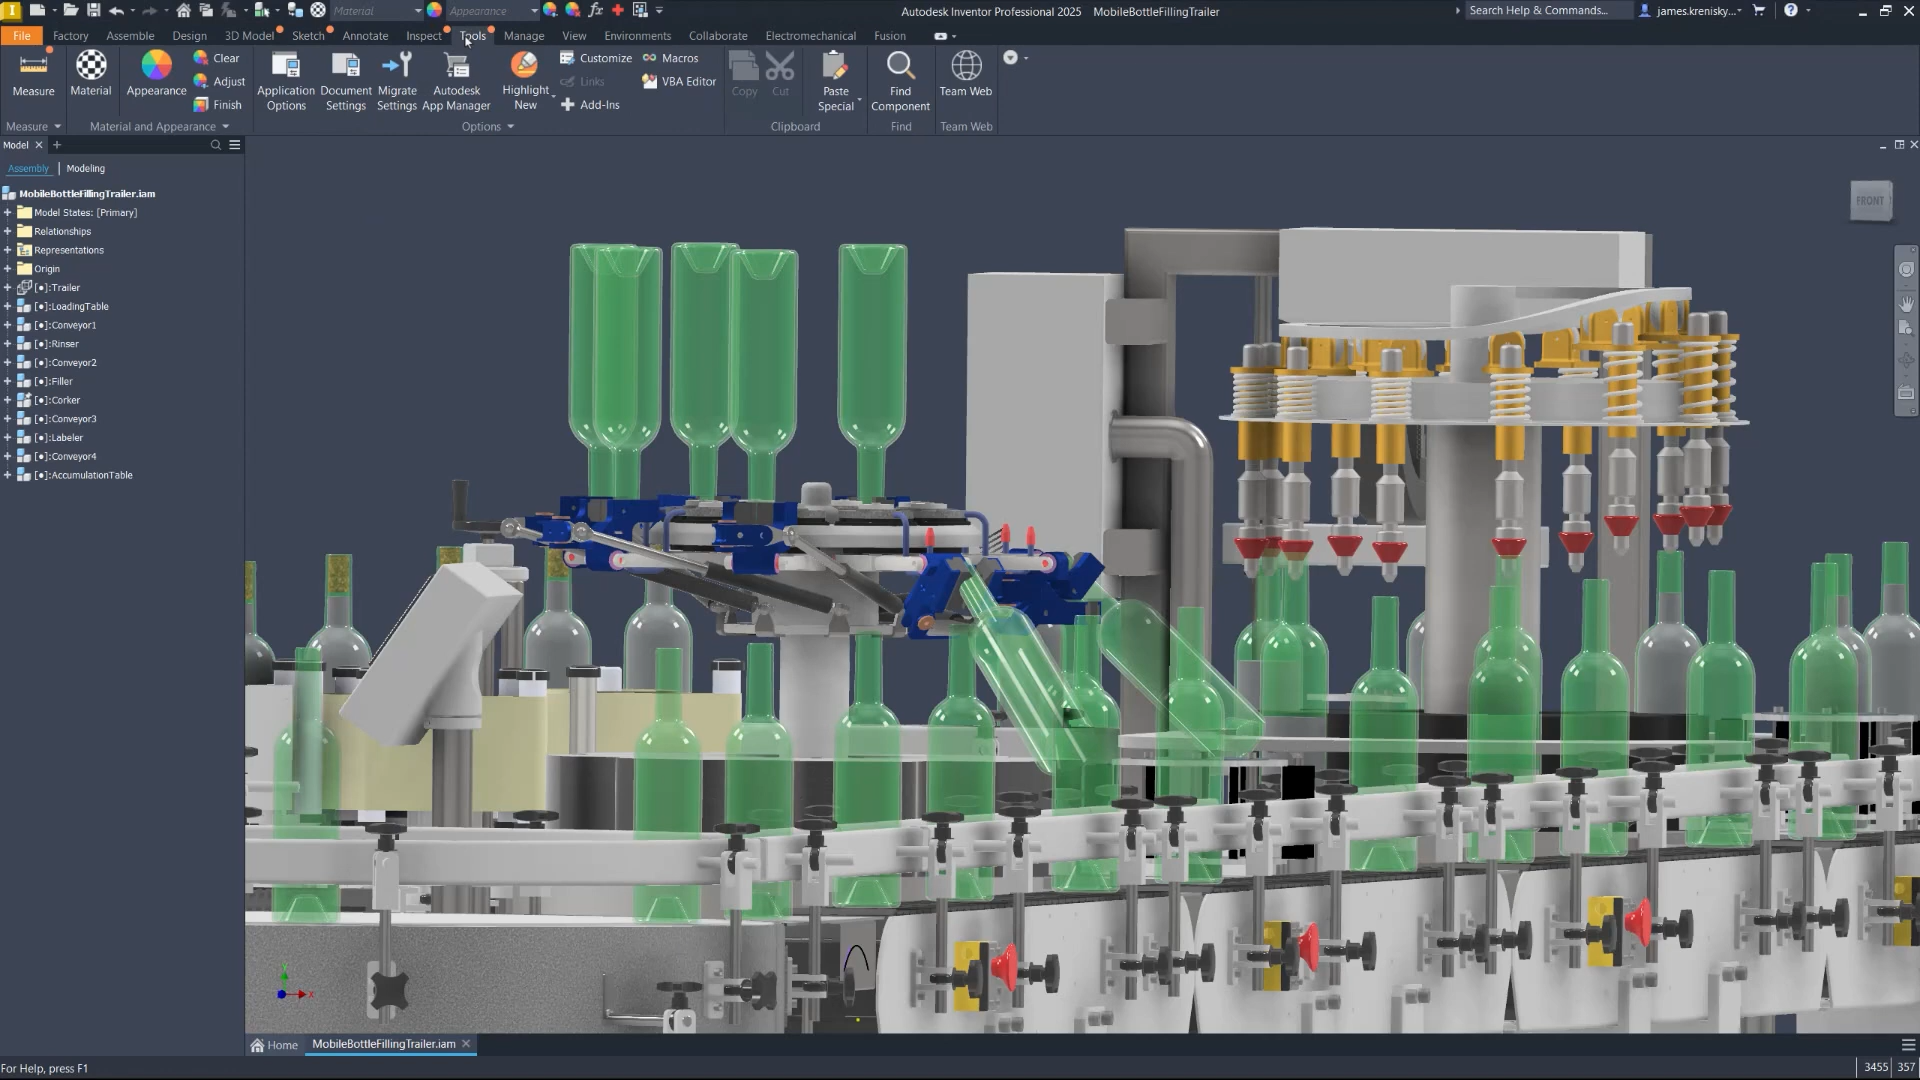 Material
Appearance
fx
Autodesk Inventor Professional 2025 MobileBottleFillingTrailer
Search Help & Commands...
james.krenisky...
File Factory Assemble Design 3D Model Sketch Annotate Inspect Tools Manage View Environments Collaborate Electromechanical Fusion
Measure
Material
Appearance
Clear
Adjust
Finish
Application
Options
Document
Settings
Migrate
Settings
Autodesk
App Manager
Highlight
New
Customize
Links
Add-Ins
Macros
VBA Editor
Copy
Cut
Paste
Special
Find
Component
Team Web
Measure
Material and Appearance
Options
Clipboard
Find
Team Web
Model
Assembly | Modeling
MobileBottleFillingTrailer.iam
Model States: [Primary]
Relationships
Representations
Origin
[•]:Trailer
[•]:LoadingTable
[•]:Conveyor1
[•]:Rinser
[•]:Conveyor2
[•]:Filler
[•]:Corker
[•]:Conveyor3
[•]:Labeler
[•]:Conveyor4
[•]:AccumulationTable
FRONT
Y
X
Home
MobileBottleFillingTrailer.iam
For Help, press F1
3455 357